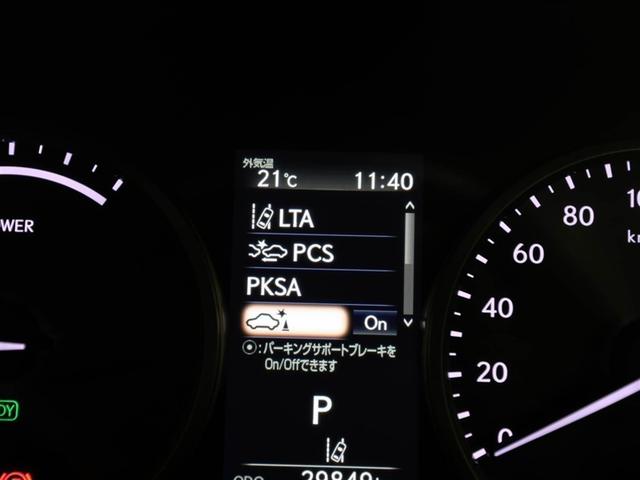 外気温
21℃ 11:40
LTA
PCS
PKSA
On
⦿:パーキングサポートブレーキを
On/Offできます
P
20
40
60
80
0